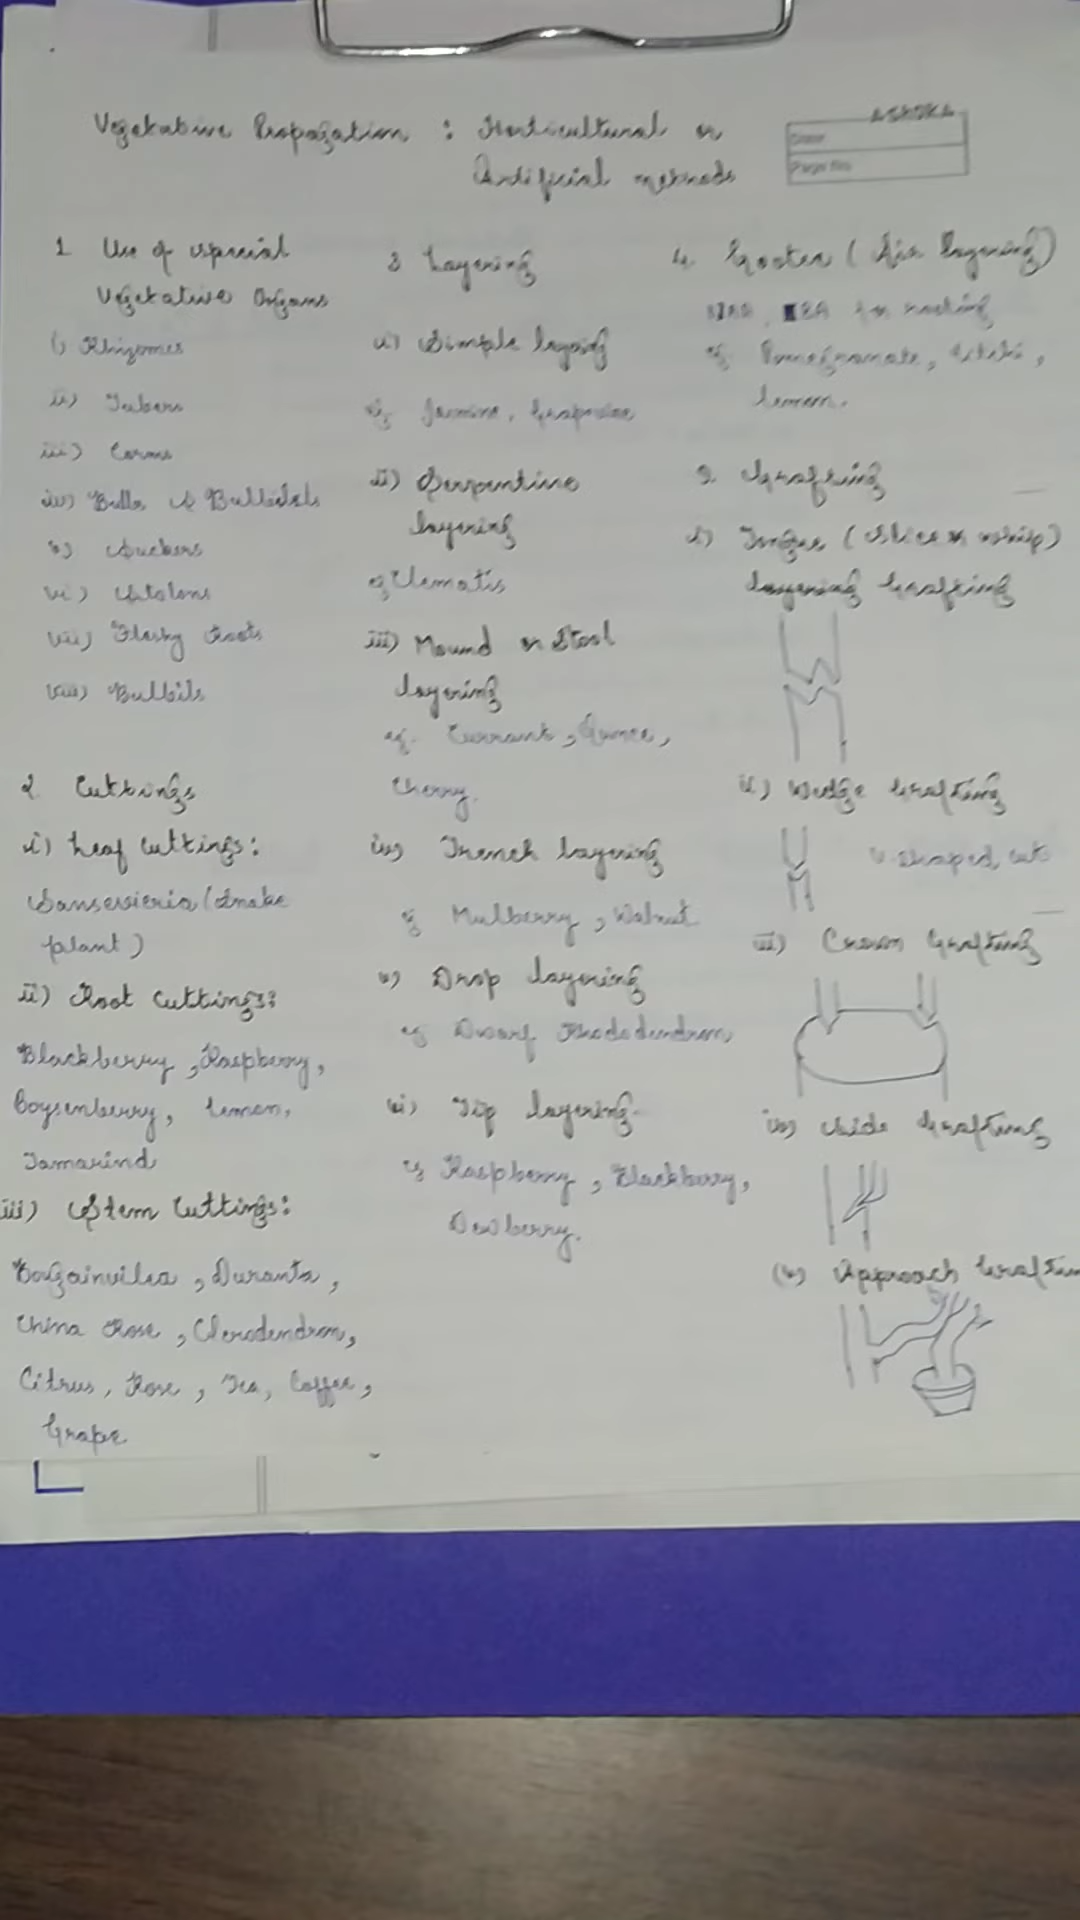 Vegetative Propagation : Horticultural or
Artificial methods
ASHOKA
Date
Page No.
1 Use of special
Vegetative Organs
i) Rhizomes
ii) Tubers
iii) Corms
iv) Bulbs &
v) Suckers
vi) Stolons
vii) Fleshy Roots
viii) Bulbils
2. Cuttings
i) Leaf Cuttings:
Sansevieria (Snake
plant)
ii) Root Cuttings:
Blackberry, Raspberry,
Boysenberry, Lemon,
Tamarind
iii) Stem Cuttings:
Bougainvilea, Duranta,
China Rose, Clerodendron,
Citrus, Rose, Tea, Coffee,
Grape
3 Layering
i) Simple layering
eg. Jasmine, Grapevine
ii) Serpentine
layering
eg Clematis
iii) Mound or Stool
layering
eg. Currant, Quince,
Cherry.
iv) Trench layering
eg Mulberry, Walnut
v) Drop layering
eg Dwarf Rhododendron
vi) Tip layering
eg Raspberry, Blackberry,
Dewberry.
4. Gootee (Air layering)
NAA, IBA for rooting
eg. Pomegranate, Litchi,
Lemon.
5. Grafting
i) Tongue (Slice or whip)
layering Grafting
ii) Wedge Grafting
V-shaped cut
iii) Crown Grafting
iv) Side Grafting
(v) Approach Graftin